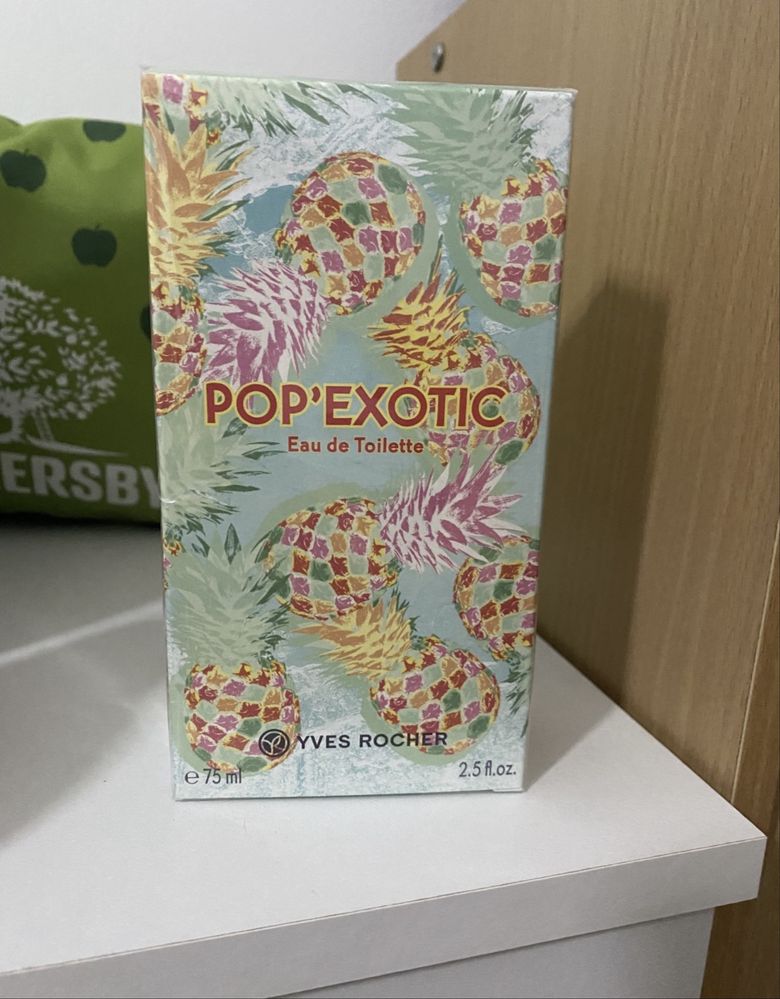 POP'EXOTIC
Eau de Toilette
ERSBY
YVES ROCHER
℮ 75 ml
2.5 fl.oz.